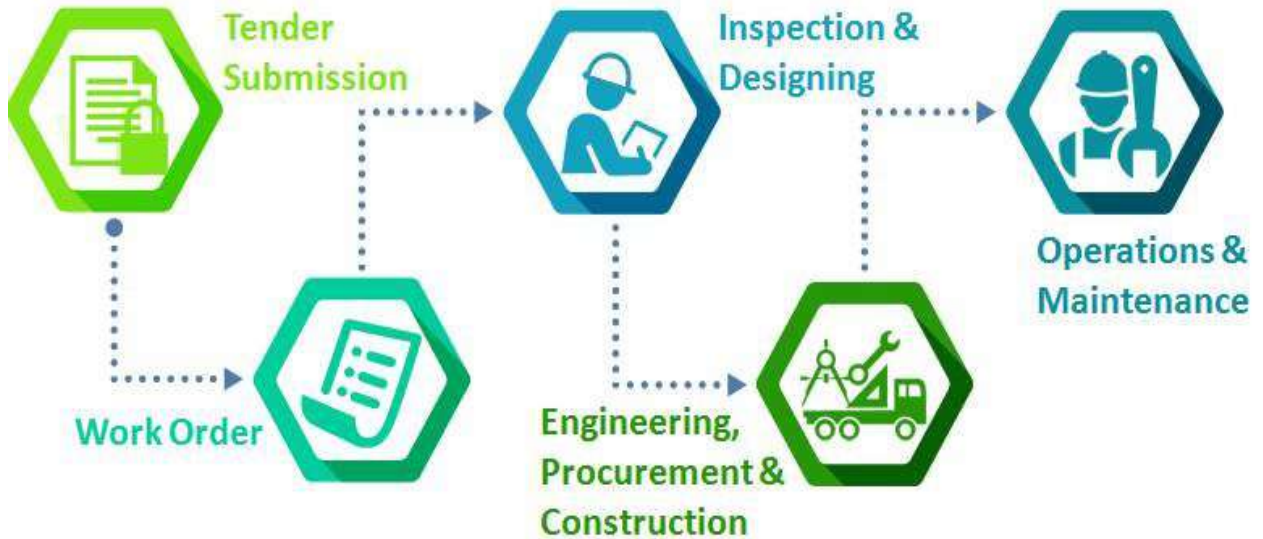 Tender
Submission
Work Order
Inspection &
Designing
Engineering,
Procurement &
Construction
Operations &
Maintenance